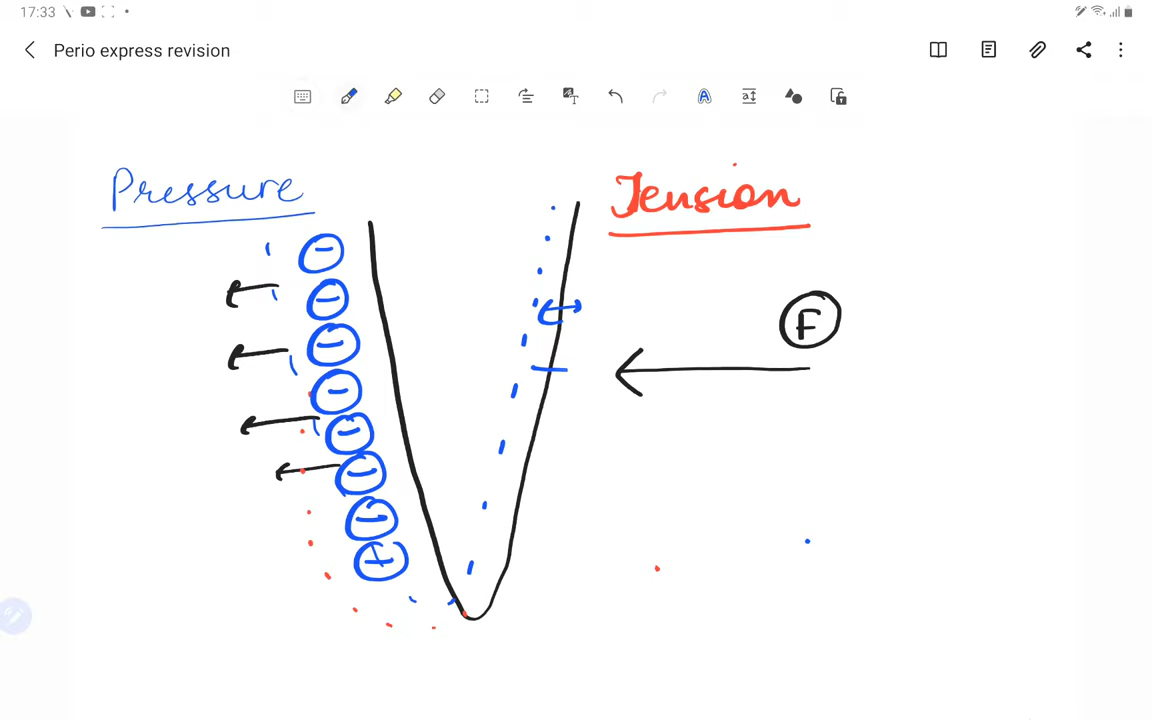 17:33
Perio express revision
Pressure
Tension
F